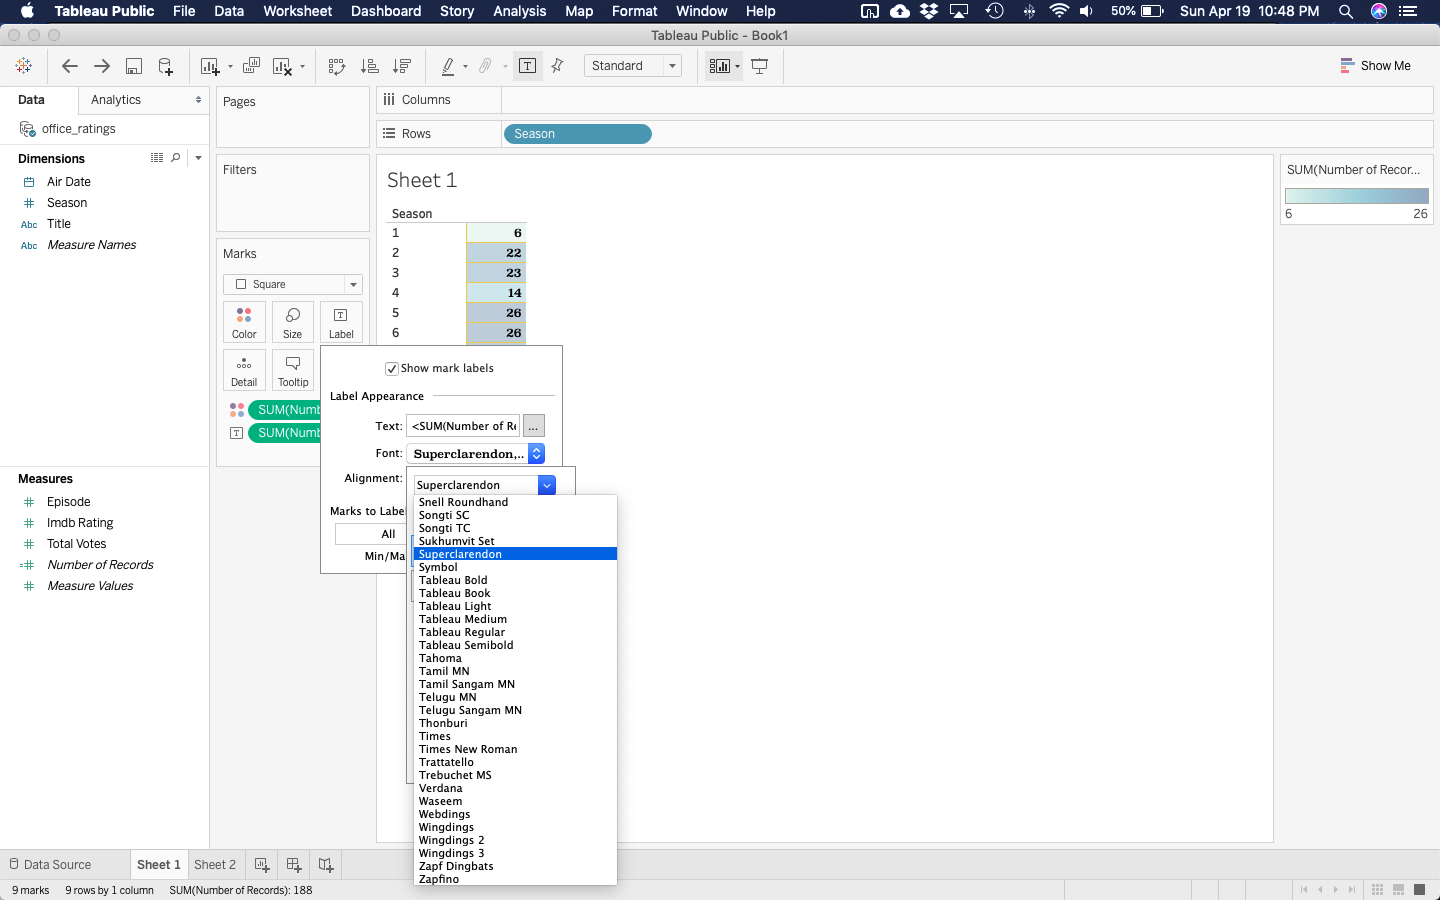 Tableau Public File Data Worksheet Dashboard Story Analysis Map Format Window Help 50% Sun Apr 19 10:48 PM
Tableau Public - Book1
Standard Show Me
Data Analytics
office_ratings
Dimensions
Air Date
Season
Abc Title
Abc Measure Names
Measures
Episode
Imdb Rating
Total Votes
Number of Records
Measure Values
Pages
Filters
Marks
Square
Color Size Label
Detail Tooltip
SUM(Numb
SUM(Numb
Columns
Rows Season
Sheet 1
Season
1 6
2 22
3 23
4 14
5 26
6 26
Show mark labels
Label Appearance
Text: <SUM(Number of Re ...
Font: Superclarendon,..
Alignment:
Marks to Label
All
Min/Ma
Superclarendon
Snell Roundhand
Songti SC
Songti TC
Sukhumvit Set
Superclarendon
Symbol
Tableau Bold
Tableau Book
Tableau Light
Tableau Medium
Tableau Regular
Tableau Semibold
Tahoma
Tamil MN
Tamil Sangam MN
Telugu MN
Telugu Sangam MN
Thonburi
Times
Times New Roman
Trattatello
Trebuchet MS
Verdana
Waseem
Webdings
Wingdings
Wingdings 2
Wingdings 3
Zapf Dingbats
Zapfino
SUM(Number of Recor...
6 26
Data Source Sheet 1 Sheet 2
9 marks 9 rows by 1 column SUM(Number of Records): 188